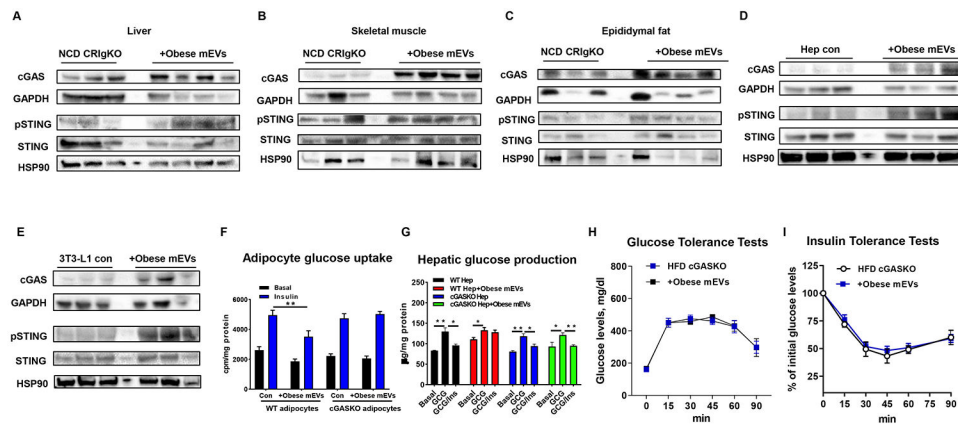 A
Liver
NCD CRIgKO +Obese mEVs
cGAS
GAPDH
pSTING
STING
HSP90
B
Skeletal muscle
NCD CRIgKO +Obese mEVs
cGAS
GAPDH
pSTING
STING
HSP90
C
Epididymal fat
NCD CRIgKO +Obese mEVs
cGAS
GAPDH
pSTING
STING
HSP90
D
Hep con +Obese mEVs
cGAS
GAPDH
pSTING
STING
HSP90
E
3T3-L1 con +Obese mEVs
cGAS
GAPDH
pSTING
STING
HSP90
F
Adipocyte glucose uptake
Basal
Insulin
cpm/mg protein
6000
4000
2000
0
**
Con +Obese mEVs Con +Obese mEVs
WT adipocytes cGASKO adipocytes
G
Hepatic glucose production
WT Hep
WT Hep+Obese mEVs
cGASKO Hep
cGASKO Hep+Obese mEVs
µg/mg protein
200
150
100
50
0
** * * ** * * **
Basal GCG GCG/Ins Basal GCG GCG/Ins Basal GCG GCG/Ins Basal GCG GCG/Ins
H
Glucose Tolerance Tests
HFD cGASKO
+Obese mEVs
Glucose levels, mg/dl
600
400
200
0
0 15 30 45 60 90
min
I
Insulin Tolerance Tests
HFD cGASKO
+Obese mEVs
% of initial glucose levels
100
50
0
0 15 30 45 60 90
min